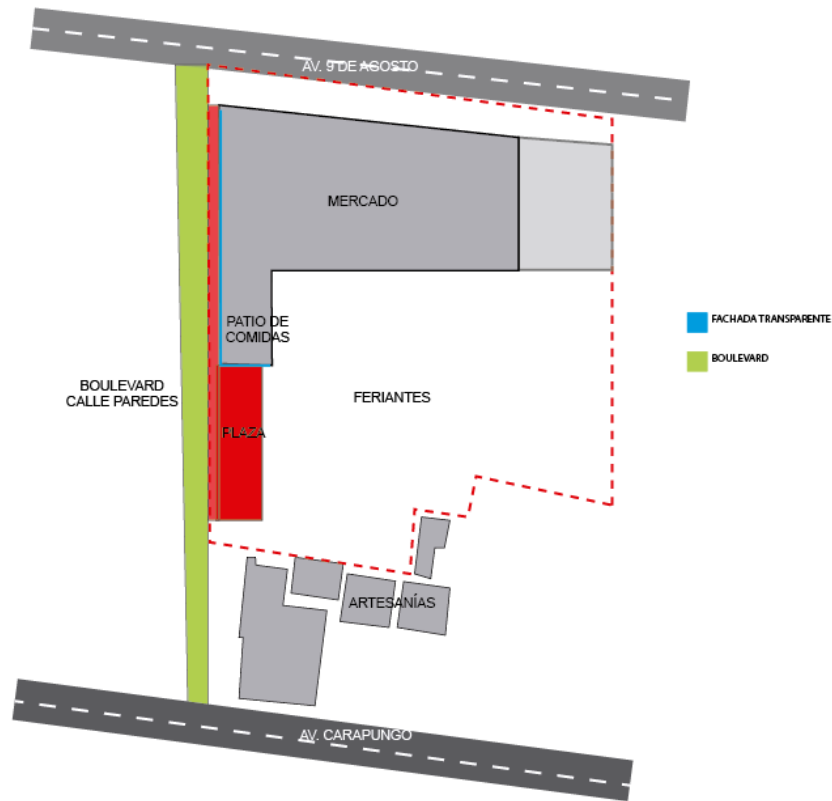 AV. 9 DE AGOSTO
MERCADO
PATIO DE
COMIDAS
FACHADA TRANSPARENTE
BOULEVARD
BOULEVARD
CALLE PAREDES
FERIANTES
PLAZA
ARTESANÍAS
AV. CARAPUNGO